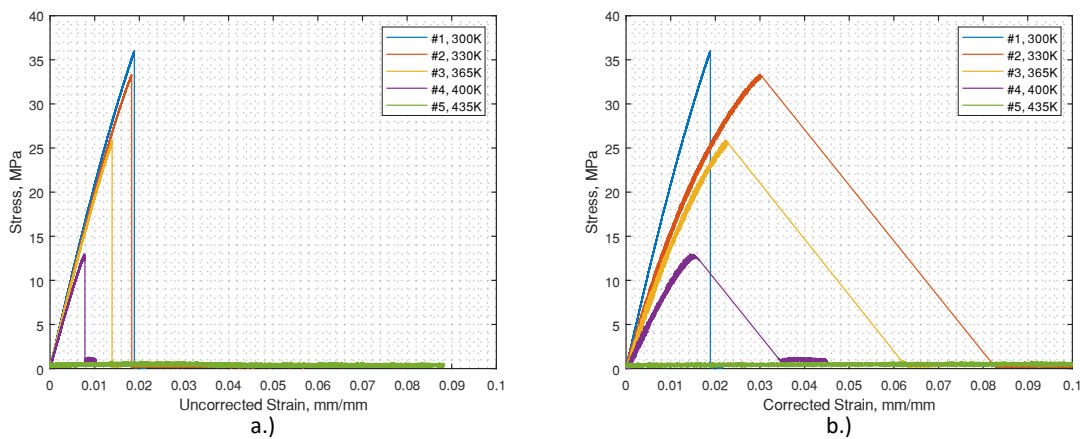 40
35
30
25
20
15
10
5
0
Stress, MPa
0 0.01 0.02 0.03 0.04 0.05 0.06 0.07 0.08 0.09 0.1
Uncorrected Strain, mm/mm
#1, 300K
#2, 330K
#3, 365K
#4, 400K
#5, 435K
a.)
40
35
30
25
20
15
10
5
0
Stress, MPa
0 0.01 0.02 0.03 0.04 0.05 0.06 0.07 0.08 0.09 0.1
Corrected Strain, mm/mm
#1, 300K
#2, 330K
#3, 365K
#4, 400K
#5, 435K
b.)